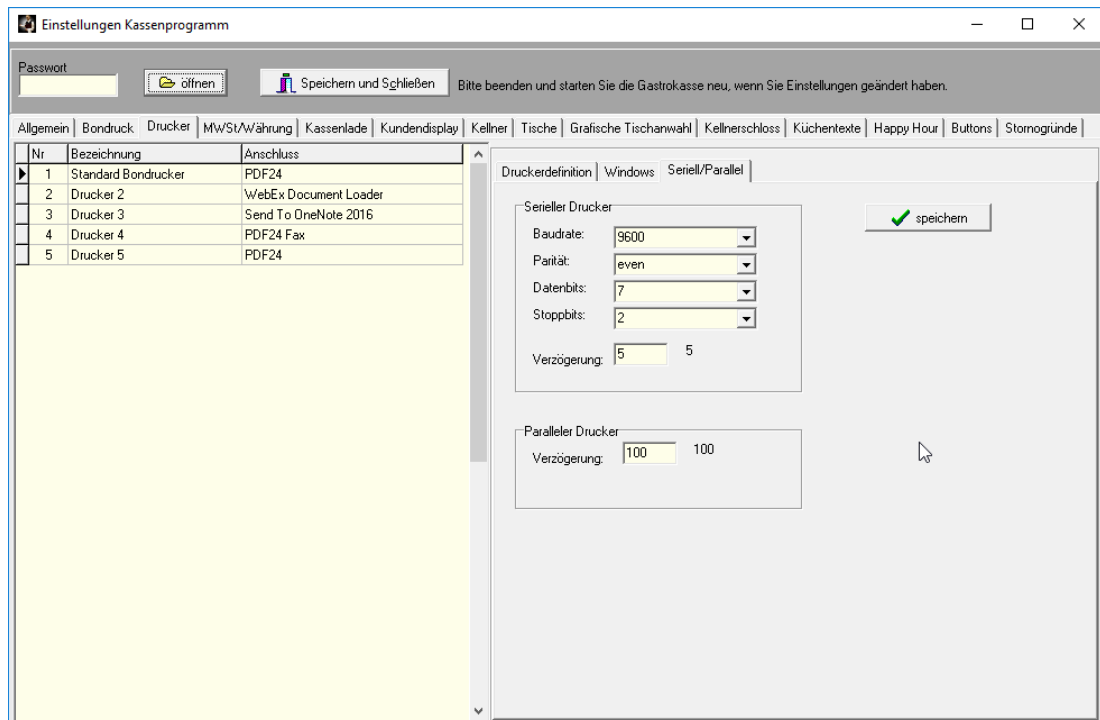 Einstellungen Kassenprogramm
Passwort
öffnen
Speichern und Schließen
Bitte beenden und starten Sie die Gastrokasse neu, wenn Sie Einstellungen geändert haben.
Allgemein Bondruck Drucker MWSt/Währung Kassenlade Kundendisplay Kellner Tische Grafische Tischanwahl Kellnerschloss Küchentexte Happy Hour Buttons Stornogründe
Nr Bezeichnung Anschluss
1 Standard Bondrucker PDF24
2 Drucker 2 WebEx Document Loader
3 Drucker 3 Send To OneNote 2016
4 Drucker 4 PDF24 Fax
5 Drucker 5 PDF24
Druckerdefinition Windows Seriell/Parallel
Serieller Drucker
Baudrate: 9600
Parität: even
Datenbits: 7
Stoppbits: 2
Verzögerung: 5 5
speichern
Paralleler Drucker
Verzögerung: 100 100